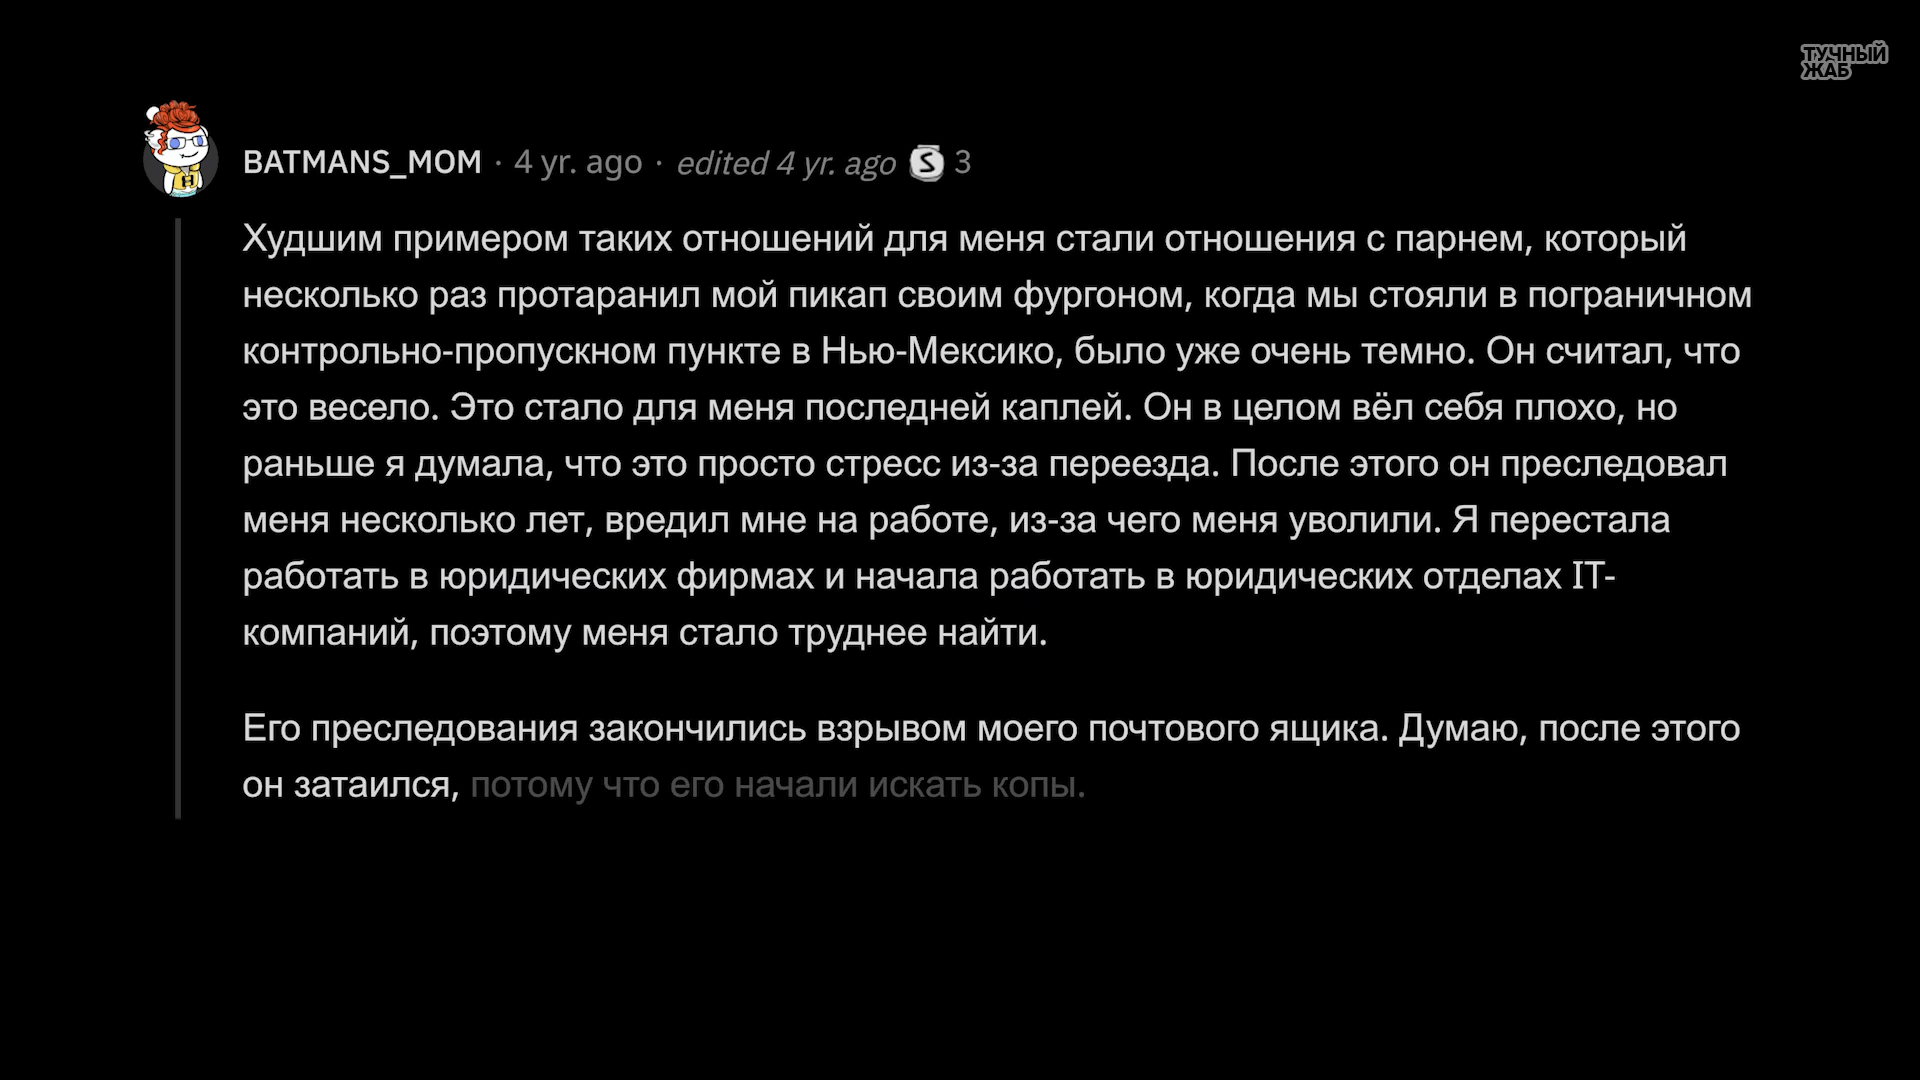 ТУЧНЫЙ
ЖАБ
BATMANS_MOM · 4 yr. ago · edited 4 yr. ago S 3
Худшим примером таких отношений для меня стали отношения с парнем, который
несколько раз протаранил мой пикап своим фургоном, когда мы стояли в пограничном
контрольно-пропускном пункте в Нью-Мексико, было уже очень темно. Он считал, что
это весело. Это стало для меня последней каплей. Он в целом вёл себя плохо, но
раньше я думала, что это просто стресс из-за переезда. После этого он преследовал
меня несколько лет, вредил мне на работе, из-за чего меня уволили. Я перестала
работать в юридических фирмах и начала работать в юридических отделах IT-
компаний, поэтому меня стало труднее найти.
Его преследования закончились взрывом моего почтового ящика. Думаю, после этого
он затаился, потому что его начали искать копы.